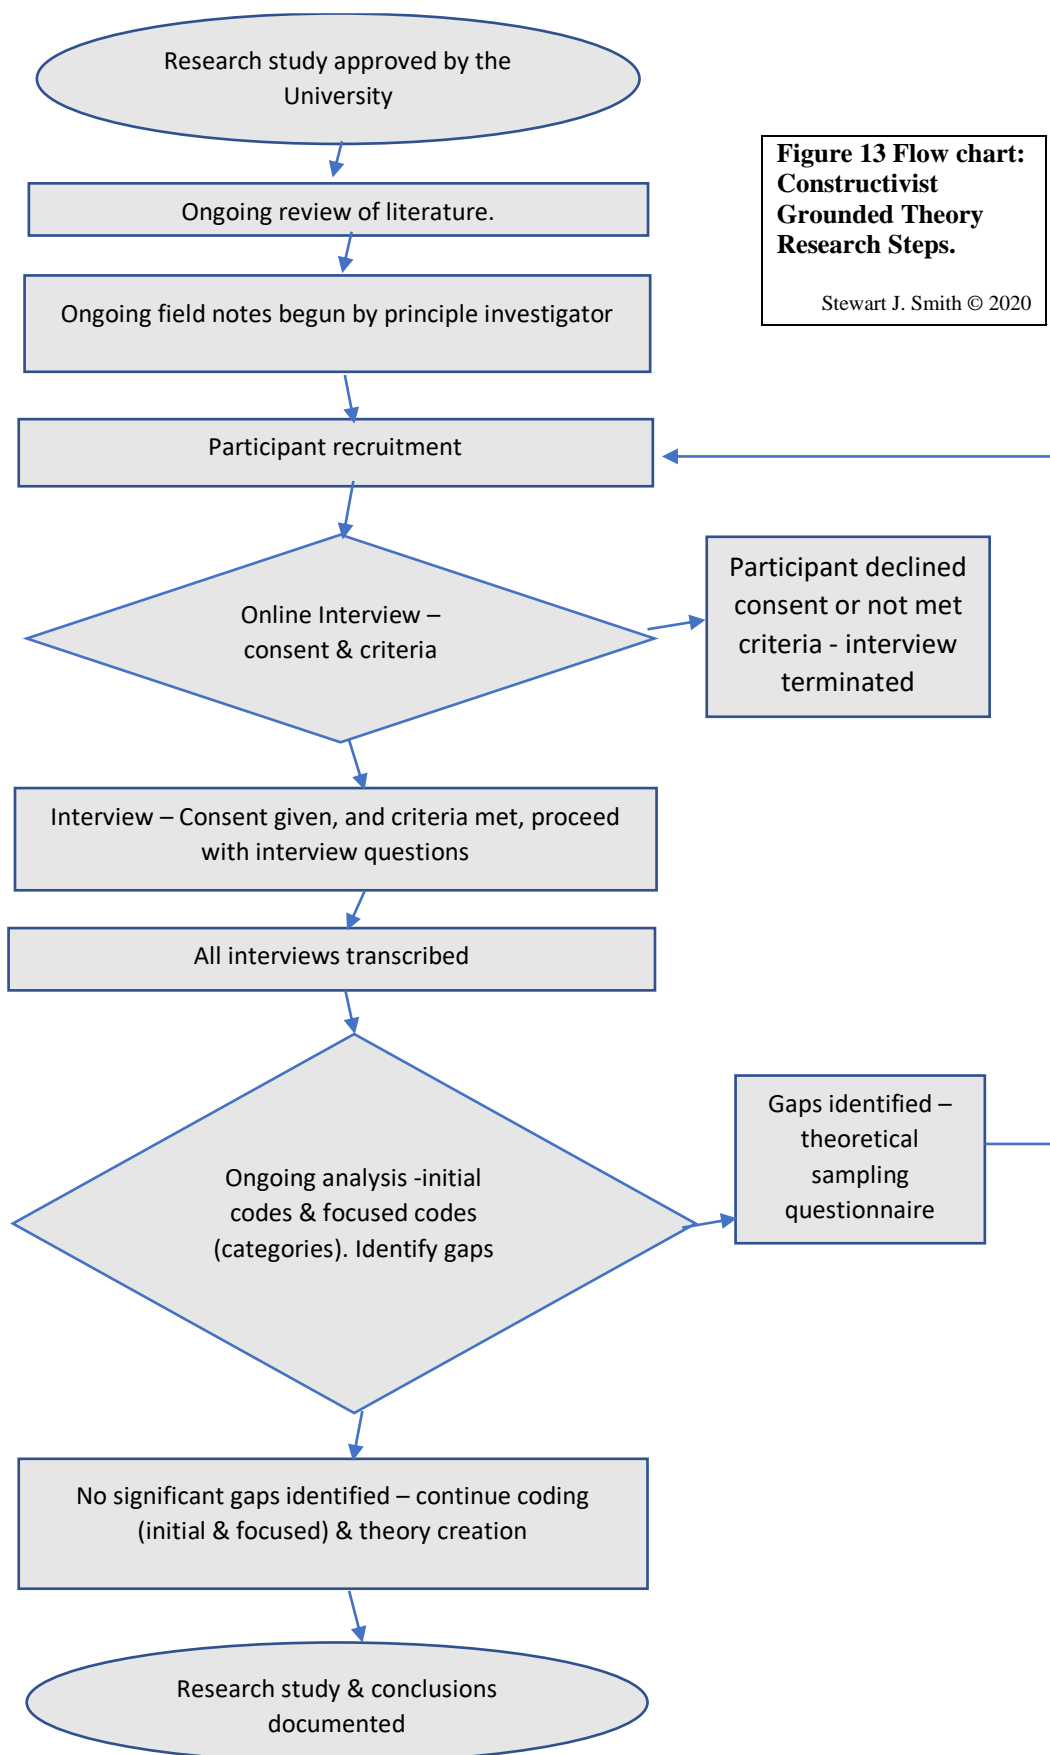 Research study approved by the
University
Figure 13 Flow chart:
Constructivist
Grounded Theory
Research Steps.
Stewart J. Smith © 2020
Ongoing review of literature.
Ongoing field notes begun by principle investigator
Participant recruitment
Online Interview –
consent & criteria
Participant declined
consent or not met
criteria - interview
terminated
Interview – Consent given, and criteria met, proceed
with interview questions
All interviews transcribed
Ongoing analysis -initial
codes & focused codes
(categories). Identify gaps
Gaps identified –
theoretical
sampling
questionnaire
No significant gaps identified – continue coding
(initial & focused) & theory creation
Research study & conclusions
documented